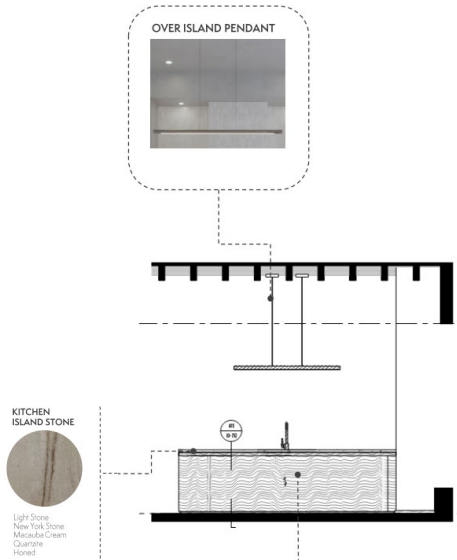 OVER ISLAND PENDANT
KITCHEN
ISLAND STONE
Light Stone
New York Stone
Macauba Cream
Quartzite
Honed